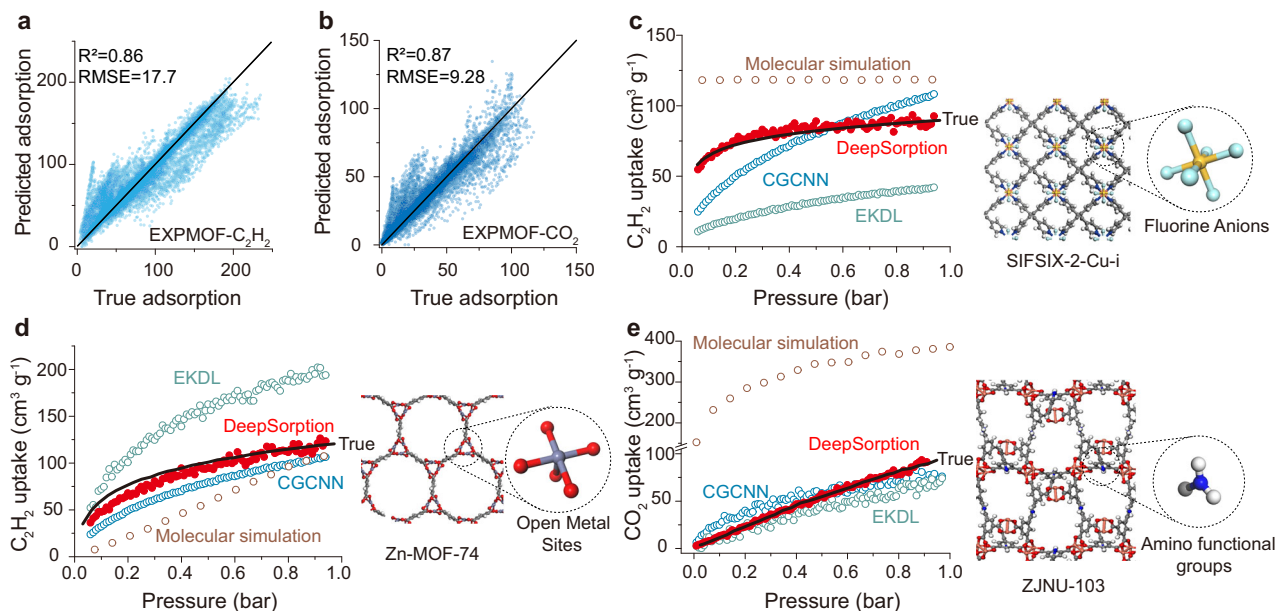 a
R²=0.86
RMSE=17.7
Predicted adsorption
200
150
100
50
0
EXPMOF-C₂H₂
0 50 100 150 200 250
True adsorption
b
R²=0.87
RMSE=9.28
Predicted adsorption
150
100
50
0
EXPMOF-CO₂
0 50 100 150
True adsorption
c
C₂H₂ uptake (cm³ g⁻¹)
150
100
50
0
Molecular simulation
True
DeepSorption
CGCNN
EKDL
0.0 0.2 0.4 0.6 0.8 1.0
Pressure (bar)
Fluorine Anions
SIFSIX-2-Cu-i
d
C₂H₂ uptake (cm³ g⁻¹)
200
150
100
50
0
EKDL
DeepSorption
True
CGCNN
Molecular simulation
0.0 0.2 0.4 0.6 0.8 1.0
Pressure (bar)
Open Metal
Sites
Zn-MOF-74
e
CO₂ uptake (cm³ g⁻¹)
400
300
200
100
50
0
Molecular simulation
DeepSorption
True
CGCNN
EKDL
0.0 0.2 0.4 0.6 0.8 1.0
Pressure (bar)
Amino functional
groups
ZJNU-103